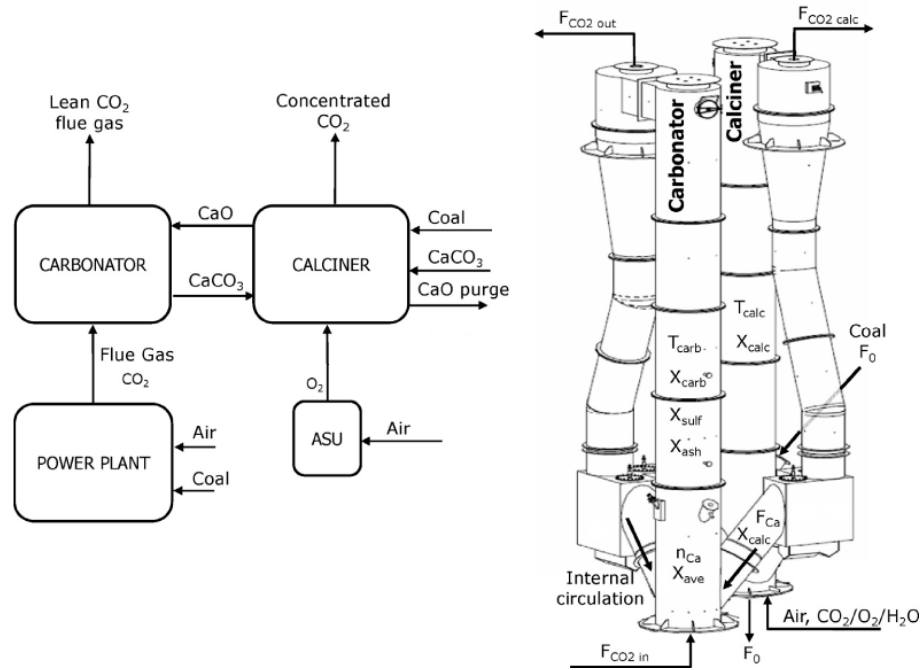 Lean CO2
flue gas
Concentrated
CO2
CaO
Coal
CARBONATOR
CALCINER
CaCO3
CaCO3
CaO purge
Flue Gas
CO2
O2
Air
POWER PLANT
Coal
ASU
Air
FCO2 out
FCO2 calc
Carbonator
Calciner
Tcalc
Xcalc
Tcarb
Xcarb
Coal
F0
Xsulf
Xash
FCa
Xcalc
nCa
Xave
Internal
circulation
Air, CO2/O2/H2O
FCO2 in
F0